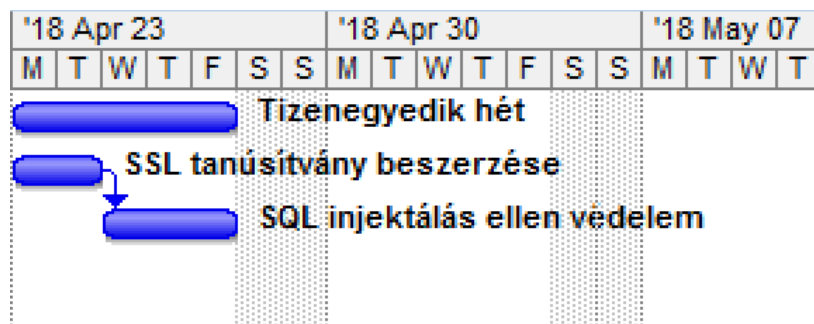 '18 Apr 23 '18 Apr 30 '18 May 07
M T W T F S S M T W T F S S M T W T
Tizenegyedik hét
SSL tanúsítvány beszerzése
SQL injektálás ellen védelem